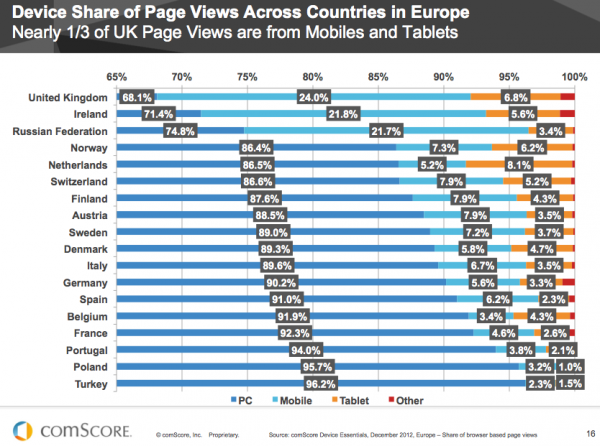 Device Share of Page Views Across Countries in Europe
Nearly 1/3 of UK Page Views are from Mobiles and Tablets
65% 70% 75% 80% 85% 90% 95% 100%
United Kingdom 68.1% 24.0% 6.8%
Ireland 71.4% 21.8% 5.6%
Russian Federation 74.8% 21.7% 3.4%
Norway 86.4% 7.3% 6.2%
Netherlands 86.5% 5.2% 8.1%
Switzerland 86.6% 7.9% 5.2%
Finland 87.6% 7.9% 4.3%
Austria 88.5% 7.9% 3.5%
Sweden 89.0% 7.2% 3.7%
Denmark 89.3% 5.8% 4.7%
Italy 89.6% 6.7% 3.5%
Germany 90.2% 5.6% 3.3%
Spain 91.0% 6.2% 2.3%
Belgium 91.9% 3.4% 4.3%
France 92.3% 4.6% 2.6%
Portugal 94.0% 3.8% 2.1%
Poland 95.7% 3.2% 1.0%
Turkey 96.2% 2.3% 1.5%
PC Mobile Tablet Other
comSCORE. © comScore, Inc. Proprietary. Source: comScore Device Essentials, December 2012, Europe – Share of browser based page views 16